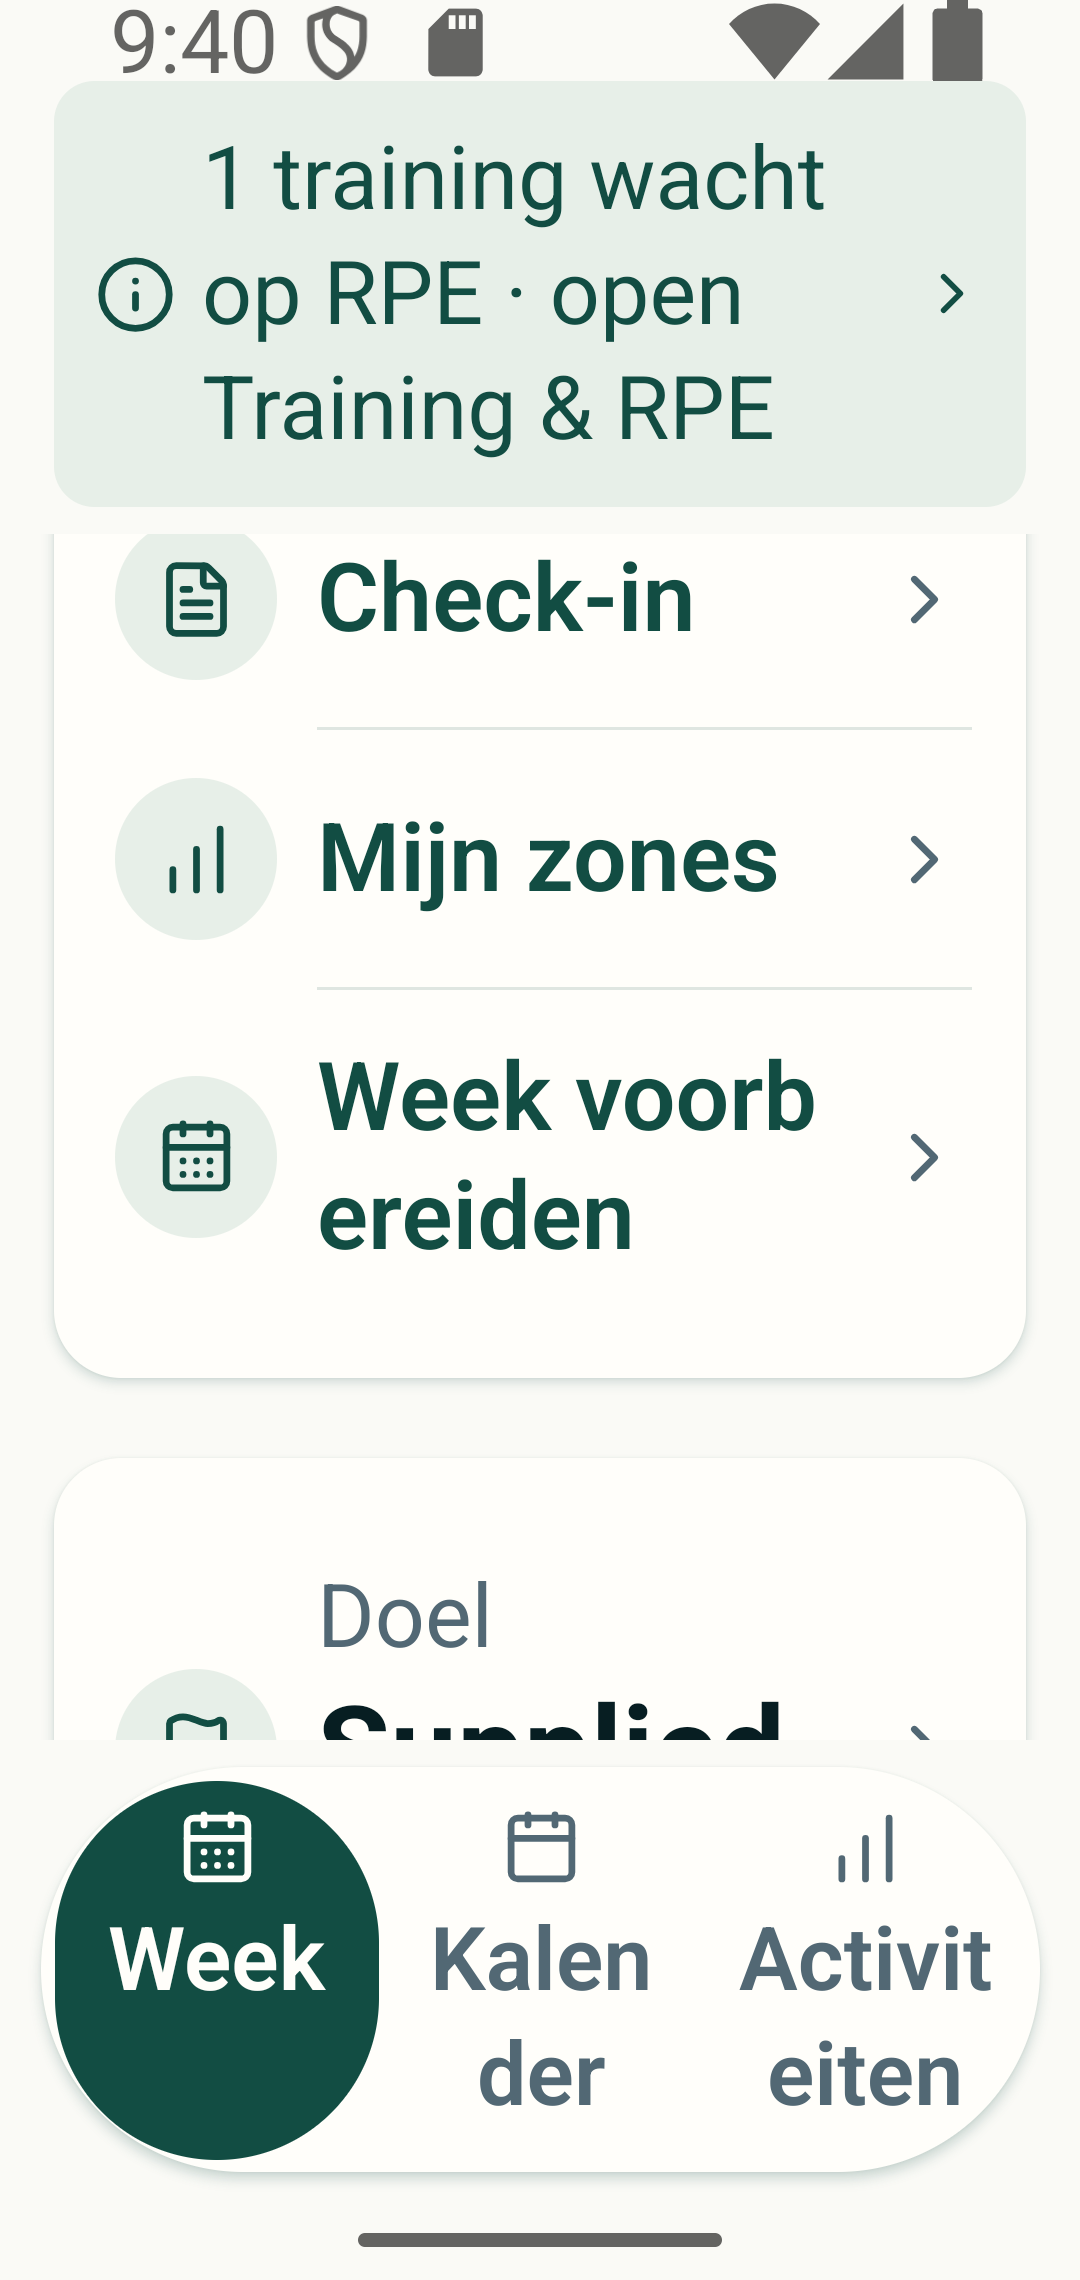 9:40
1 training wacht
op RPE · open
Training & RPE
Check-in
Mijn zones
Week voorb
ereiden
Doel
Supplied
Week
Kalen
der
Activit
eiten